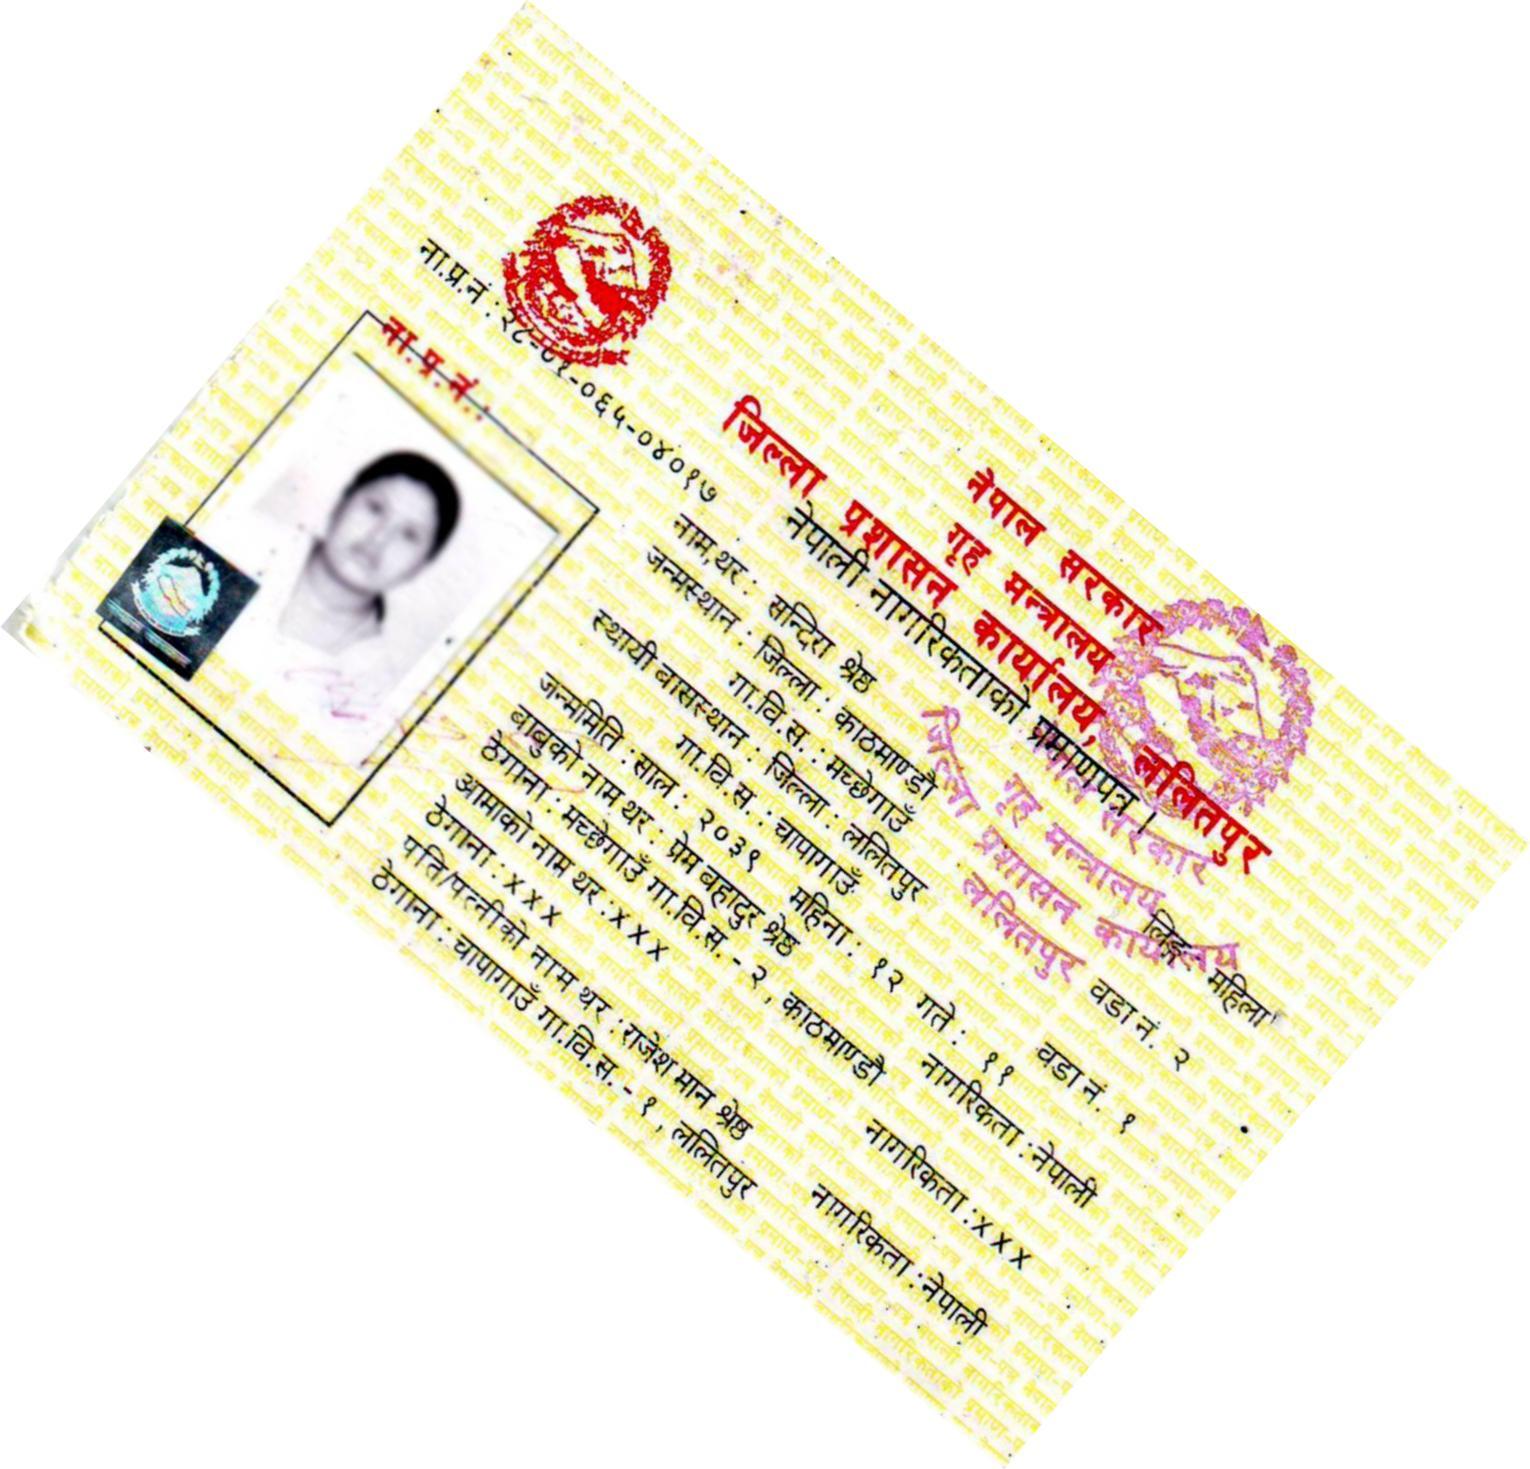 नेपाल सरकार
गृह मन्त्रालय
जिल्ला प्रशासन कार्यालय, ललितपुर
नेपाली नागरिकताको प्रमाणपत्र ।
ना.प्र.नं.:
ना.प्र.नं : २८-०१-०६५-०४०१७
लिङ्ग : महिला
नाम,थर : सन्दिरा श्रेष्ठ
जन्मस्थान : जिल्ला : काठमाण्डौ
गा.वि.स. : मच्छेगाउँ वडा नं. २
स्थायी बासस्थान : जिल्ला : ललितपुर
गा.वि.स. : चापागाउँ वडा नं. १
जन्ममिति : साल : २०३१ महिना : १२ गते : ११
बाबुको नाम थर : प्रेम बहादुर श्रेष्ठ
ठेगाना : मच्छेगाउँ गा.वि.स.- २, काठमाण्डौ नागरिकता : नेपाली
आमाको नाम थर : x x x
ठेगाना : x x x नागरिकता : x x x
पति/पत्नीको नाम थर : राजेश मान श्रेष्ठ
ठेगाना : चापागाउँ गा.वि.स.- १, ललितपुर नागरिकता : नेपाली
नेपाल सरकार
गृह मन्त्रालय
जिल्ला प्रशासन कार्यालय
ललितपुर